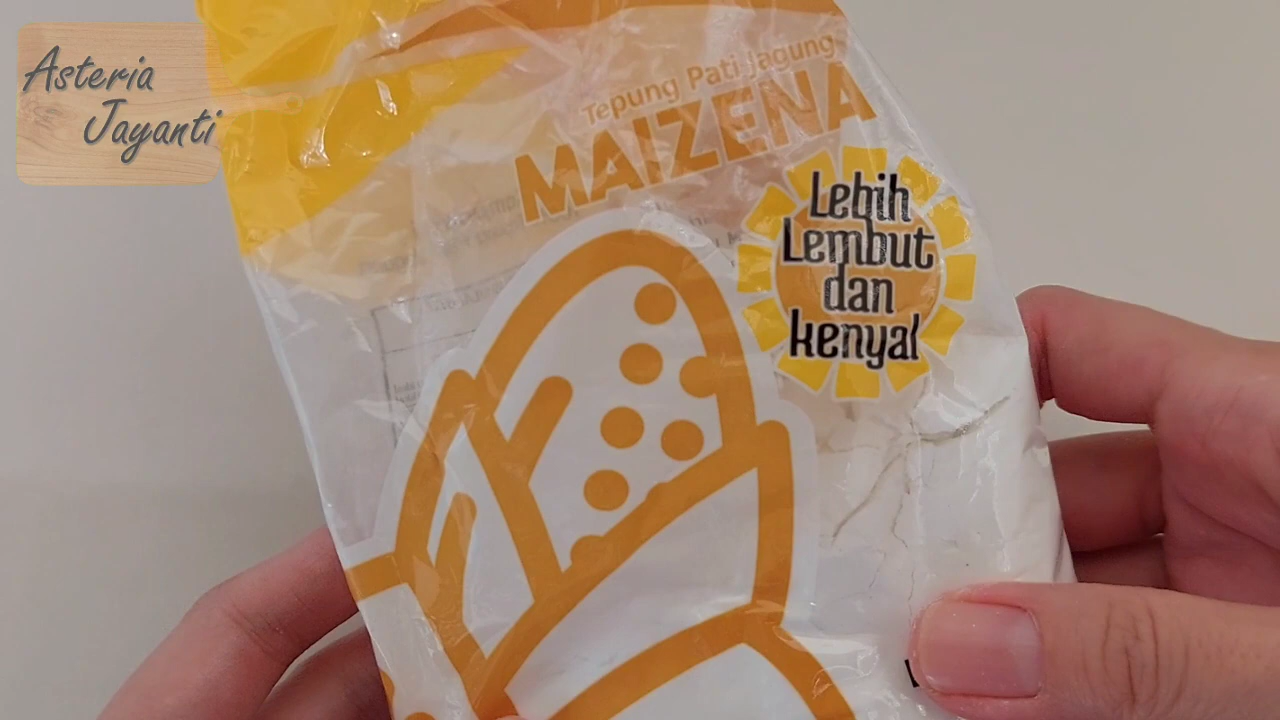 Asteria
Jayanti
Tepung Pati Jagung
MAIZENA
Lebih
Lembut
dan
kenyal